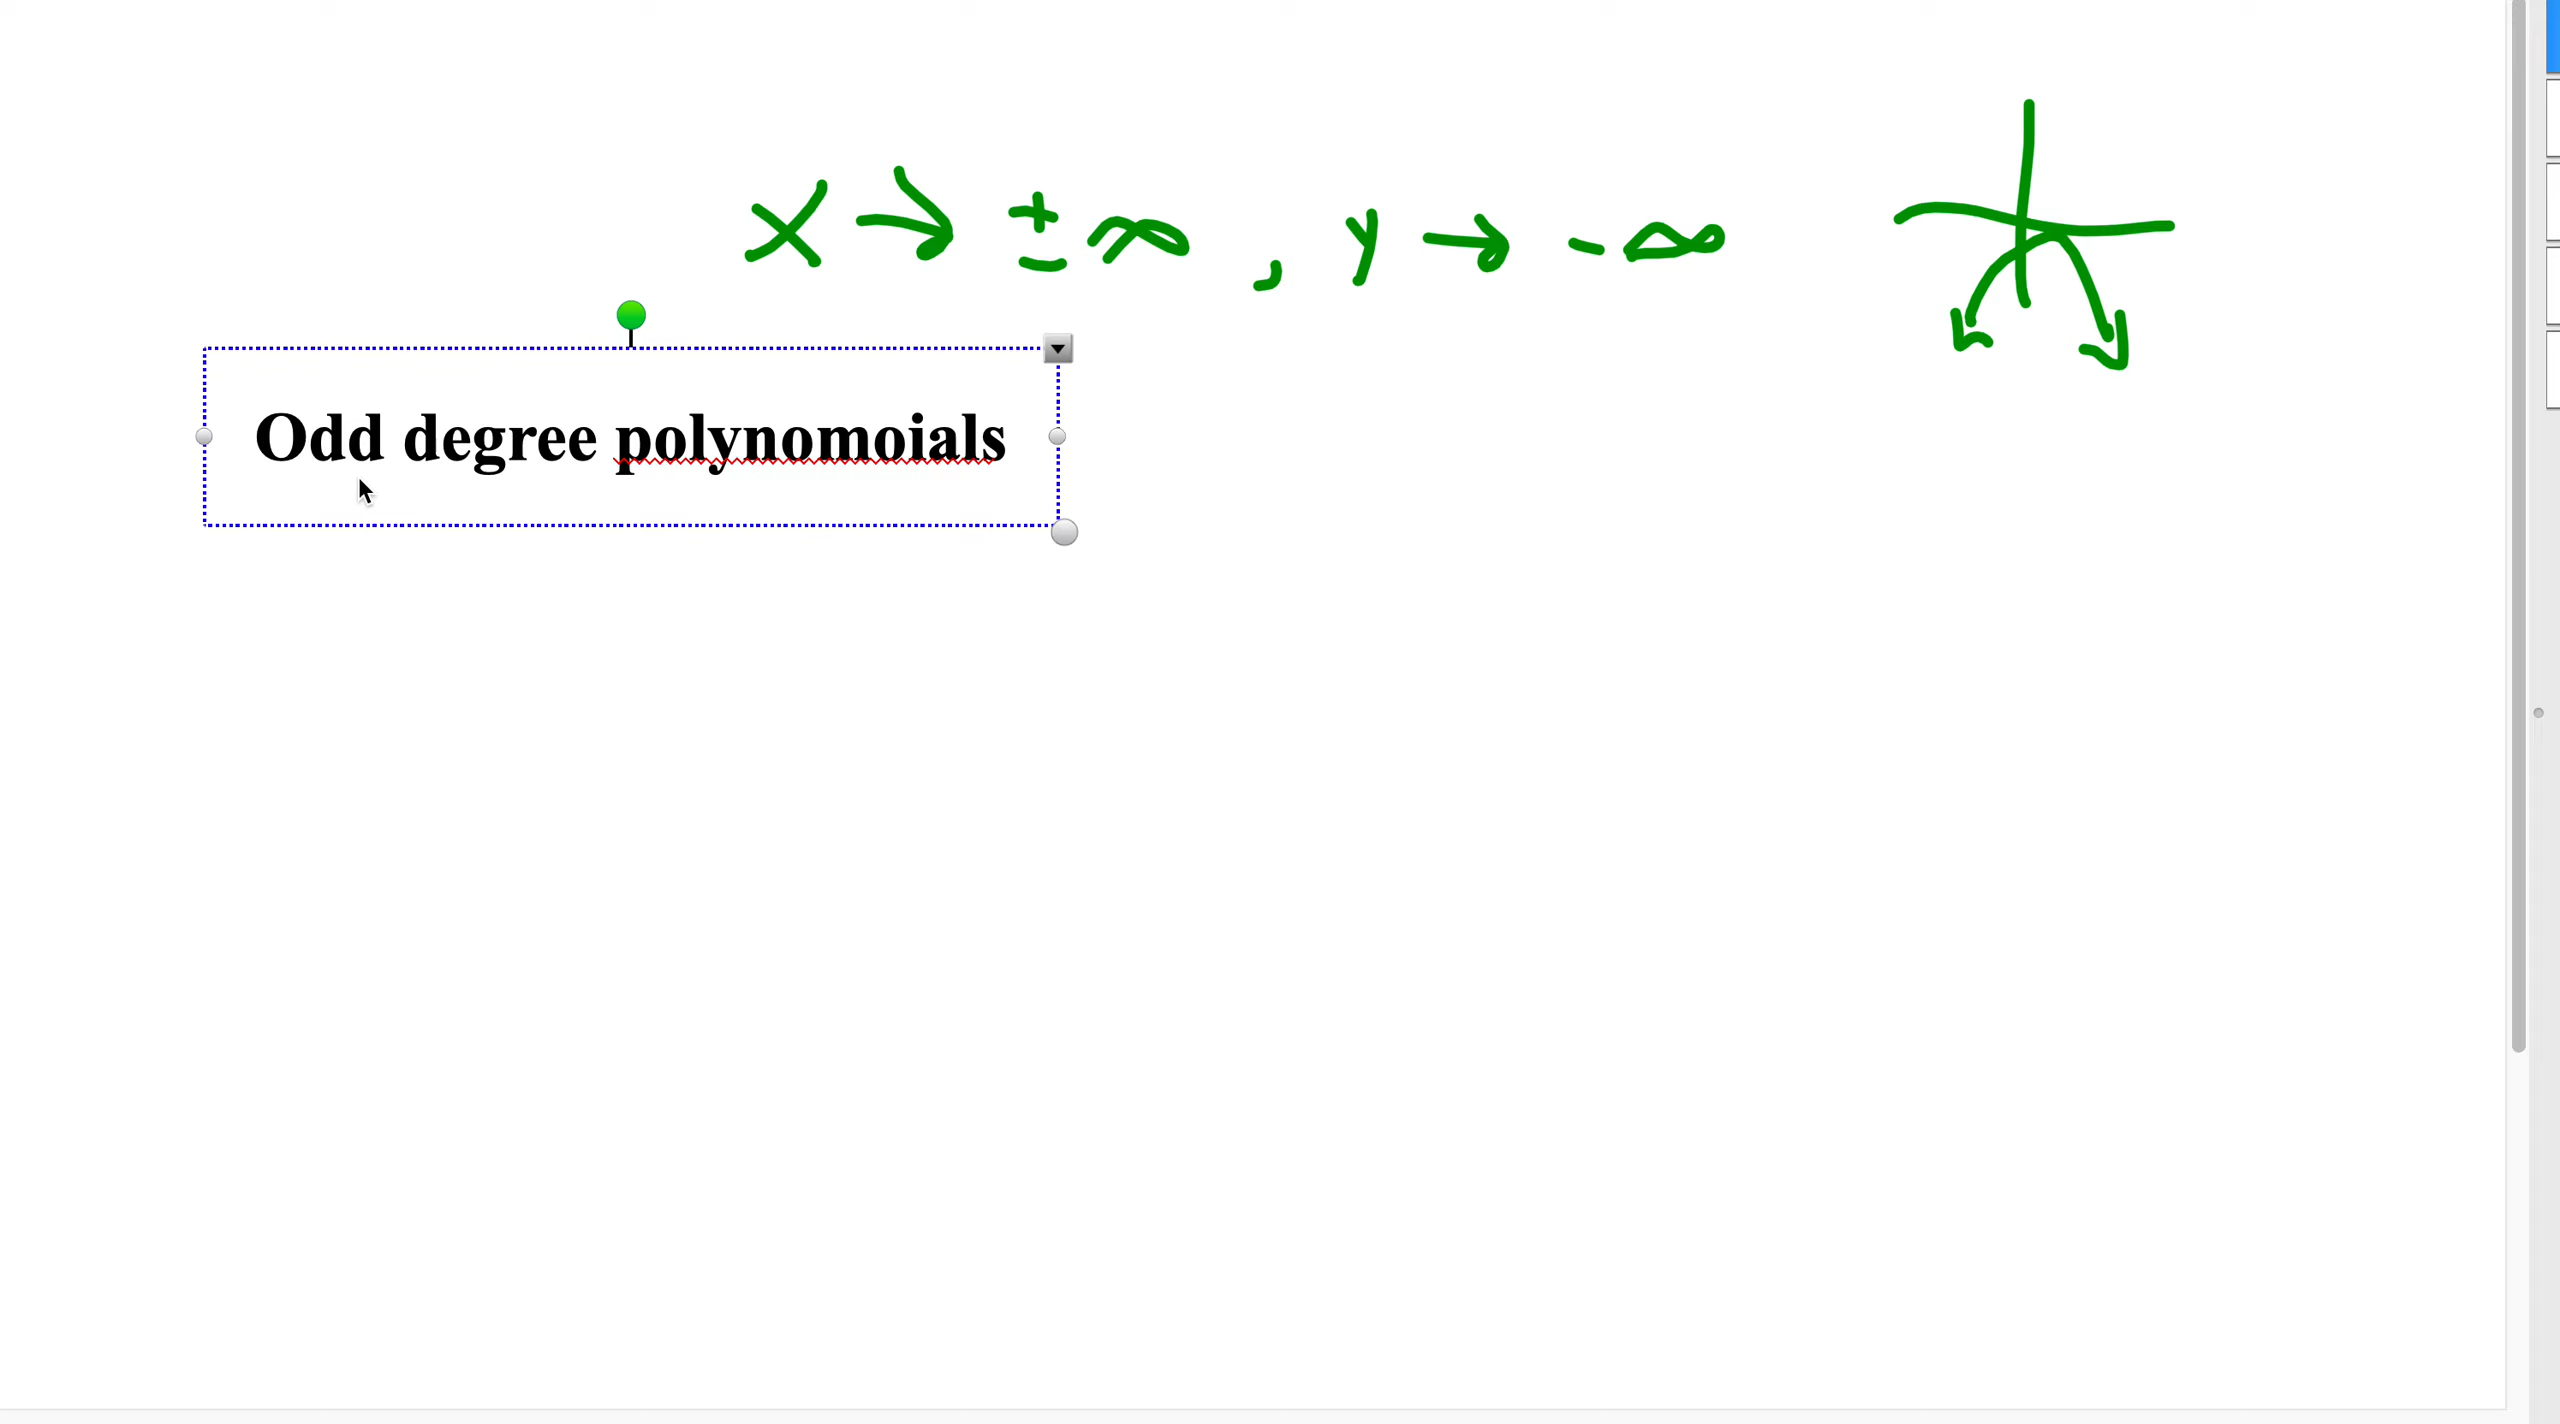 x → ± ∞ , y → - ∞
Odd degree polynomoials